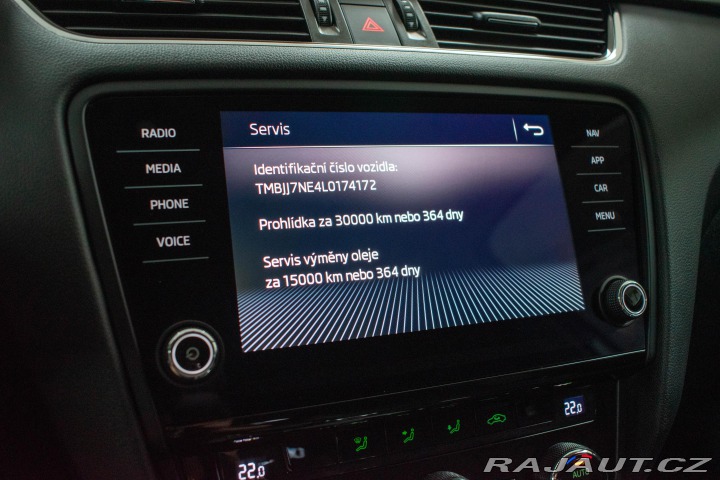 RADIO
MEDIA
PHONE
VOICE
Servis
Identifikační číslo vozidla:
TMBJJ7NE4L0174172
Prohlídka za 30000 km nebo 364 dny
Servis výměny oleje
za 15000 km nebo 364 dny
NAV
APP
CAR
MENU
22.0
22.0
AUTO
RAJAUT.CZ